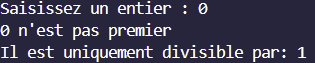 Saisissez un entier : 0
0 n'est pas premier
Il est uniquement divisible par: 1